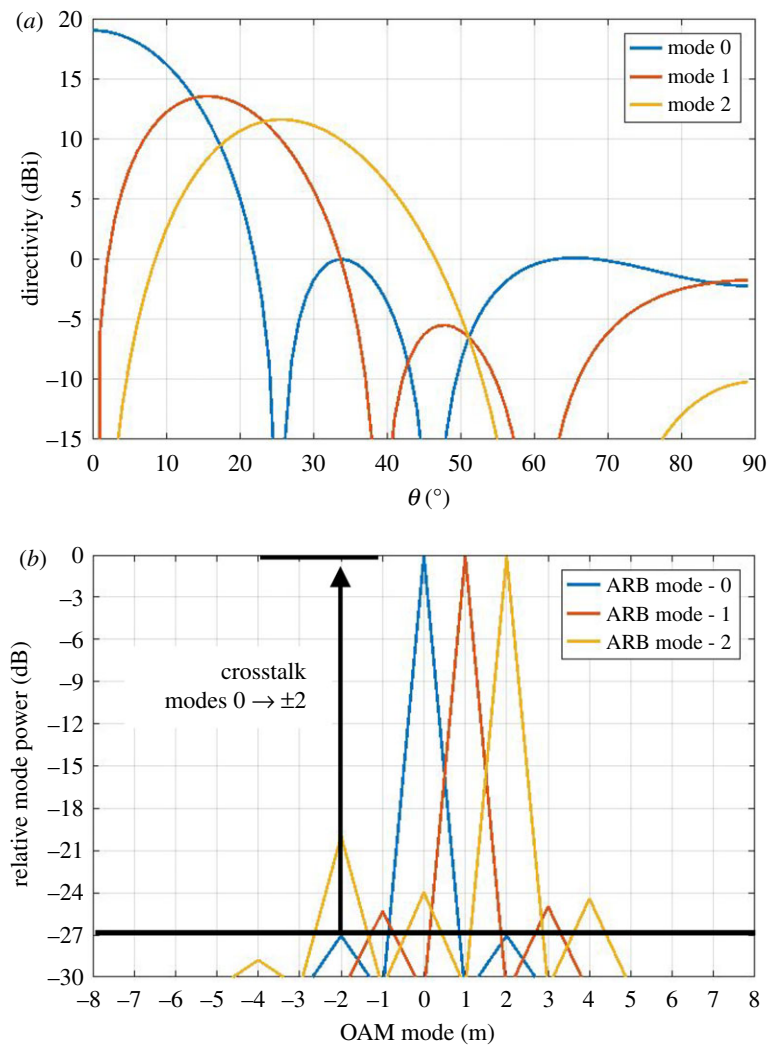 (a)
20
15
10
5
0
–5
–10
–15
directivity (dBi)
mode 0
mode 1
mode 2
0 10 20 30 40 50 60 70 80 90
θ (°)
(b)
0
–3
–6
–9
–12
–15
–18
–21
–24
–27
–30
relative mode power (dB)
ARB mode - 0
ARB mode - 1
ARB mode - 2
crosstalk
modes 0 → ±2
–8 –7 –6 –5 –4 –3 –2 –1 0 1 2 3 4 5 6 7 8
OAM mode (m)